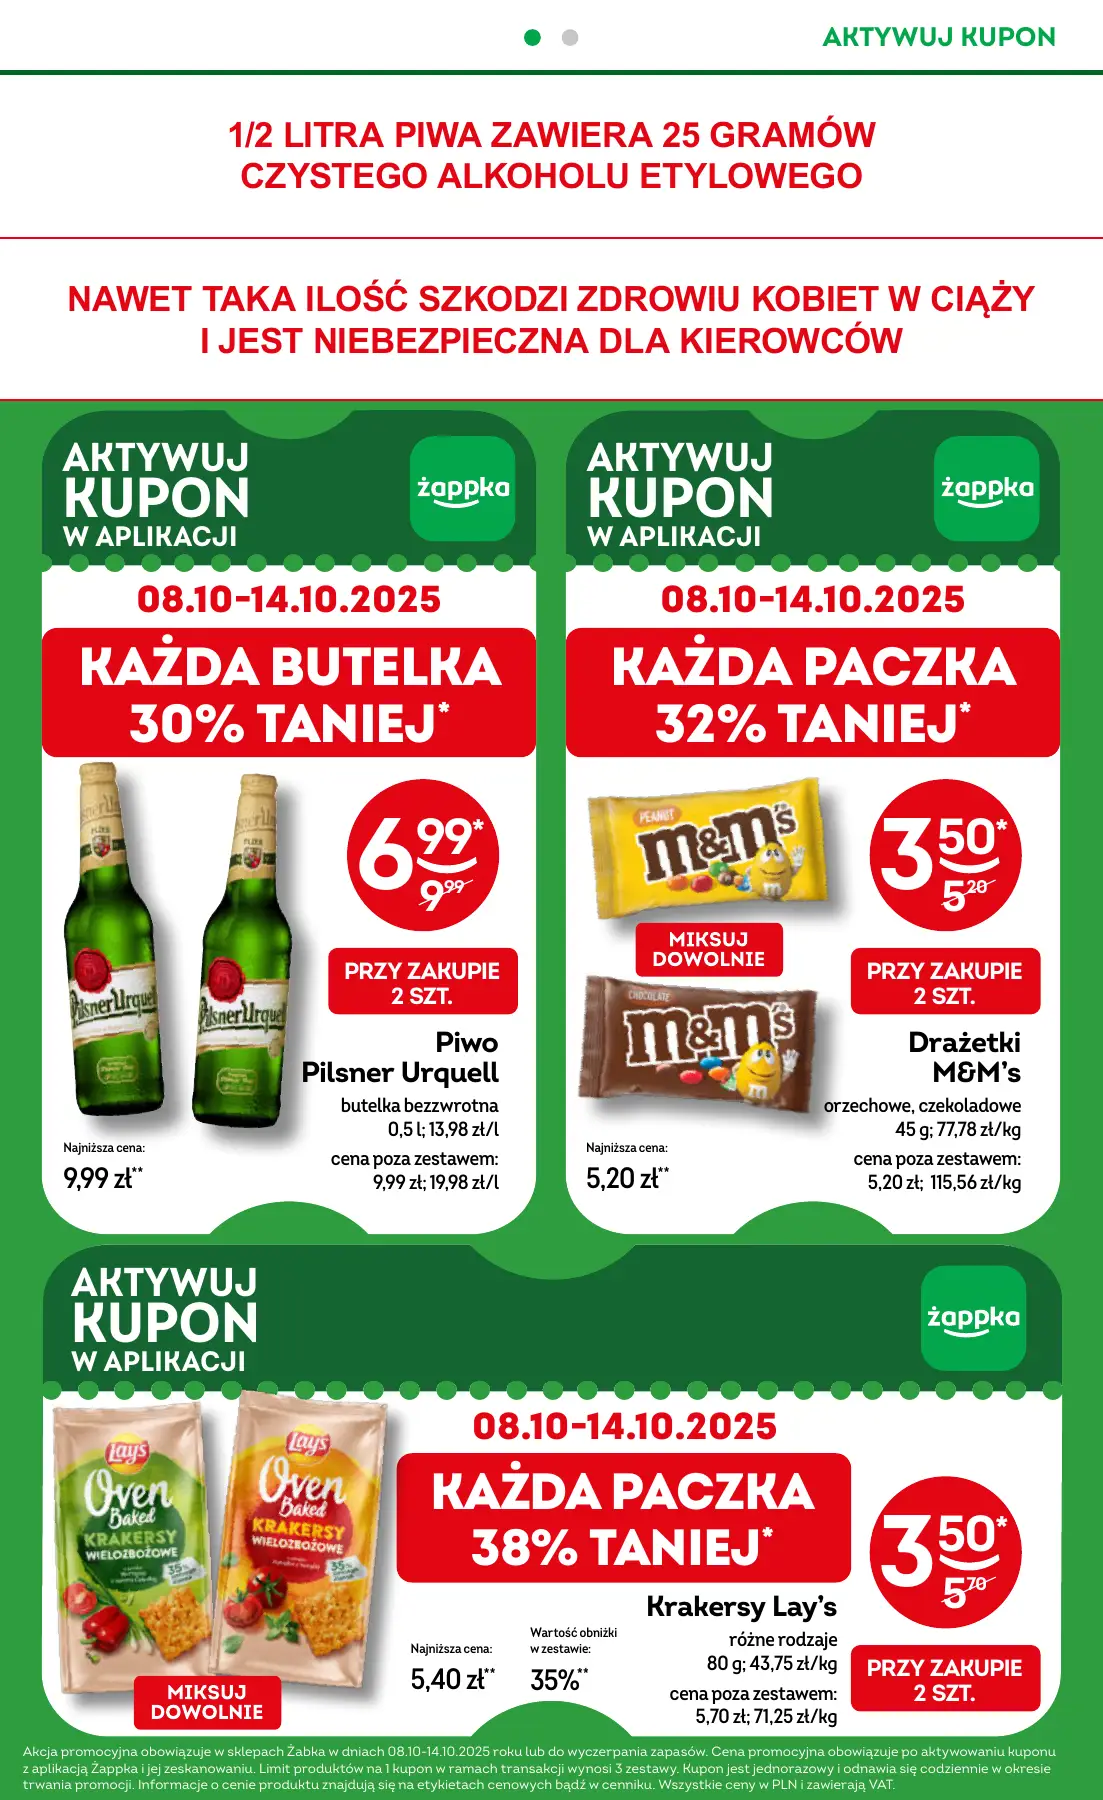 AKTYWUJ KUPON
1/2 LITRA PIWA ZAWIERA 25 GRAMÓW
CZYSTEGO ALKOHOLU ETYLOWEGO
NAWET TAKA ILOŚĆ SZKODZI ZDROWIU KOBIET W CIĄŻY
I JEST NIEBEZPIECZNA DLA KIEROWCÓW
AKTYWUJ
KUPON
W APLIKACJI
żappka
08.10-14.10.2025
KAŻDA BUTELKA
30% TANIEJ*
6 99*
9 99
PRZY ZAKUPIE
2 SZT.
PilsnerUrquell
PilsnerUrquell
Piwo
Pilsner Urquell
butelka bezzwrotna
0,5 l; 13,98 zł/l
cena poza zestawem:
9,99 zł; 19,98 zł/l
Najniższa cena:
9,99 zł**
AKTYWUJ
KUPON
W APLIKACJI
żappka
08.10-14.10.2025
KAŻDA PACZKA
32% TANIEJ*
PEANUT
m&m's
m
3 50*
5 20
MIKSUJ
DOWOLNIE
PRZY ZAKUPIE
2 SZT.
CHOCOLATE
m&m's
Drażetki
M&M's
orzechowe, czekoladowe
45 g; 77,78 zł/kg
cena poza zestawem:
5,20 zł; 115,56 zł/kg
Najniższa cena:
5,20 zł**
AKTYWUJ
KUPON
W APLIKACJI
żappka
08.10-14.10.2025
KAŻDA PACZKA
38% TANIEJ*
Lay's
Oven
Baked
KRAKERSY
WIELOZBOŻOWE
35%
Lay's
Oven
Baked
KRAKERSY
WIELOZBOŻOWE
35%
MIKSUJ
DOWOLNIE
3 50*
5 70
PRZY ZAKUPIE
2 SZT.
Krakersy Lay's
różne rodzaje
80 g; 43,75 zł/kg
cena poza zestawem:
5,70 zł; 71,25 zł/kg
Najniższa cena:
5,40 zł**
Wartość obniżki
w zestawie:
35%**
Akcja promocyjna obowiązuje w sklepach Żabka w dniach 08.10-14.10.2025 roku lub do wyczerpania zapasów. Cena promocyjna obowiązuje po aktywowaniu kuponu
z aplikacją Żappka i jej zeskanowaniu. Limit produktów na 1 kupon w ramach transakcji wynosi 3 zestawy. Kupon jest jednorazowy i odnawia się codziennie w okresie
trwania promocji. Informacje o cenie produktu znajdują się na etykietach cenowych bądź w cenniku. Wszystkie ceny w PLN i zawierają VAT.